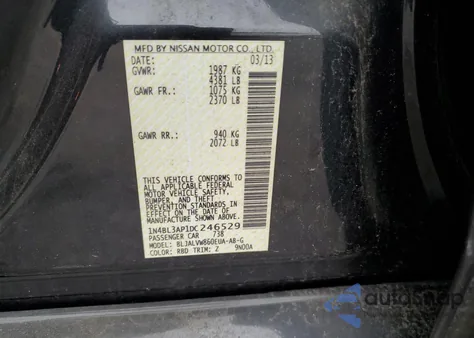 MFD BY NISSAN MOTOR CO., LTD.
DATE: 03/13
GVWR: 1987 KG
4381 LB
GAWR FR.: 1075 KG
2370 LB
GAWR RR.: 940 KG
2072 LB
THIS VEHICLE CONFORMS TO
ALL APPLICABLE FEDERAL
MOTOR VEHICLE SAFETY,
BUMPER, AND THEFT
PREVENTION STANDARDS
IN EFFECT ON THE DATE OF
MANUFACTURE SHOWN ABOVE.
1N4BL3AP1DC246529
PASSENGER CAR 738
MODEL: BLJALVW860EUA-AB-G
COLOR: RBD TRIM: Z 9N00A
autosnap